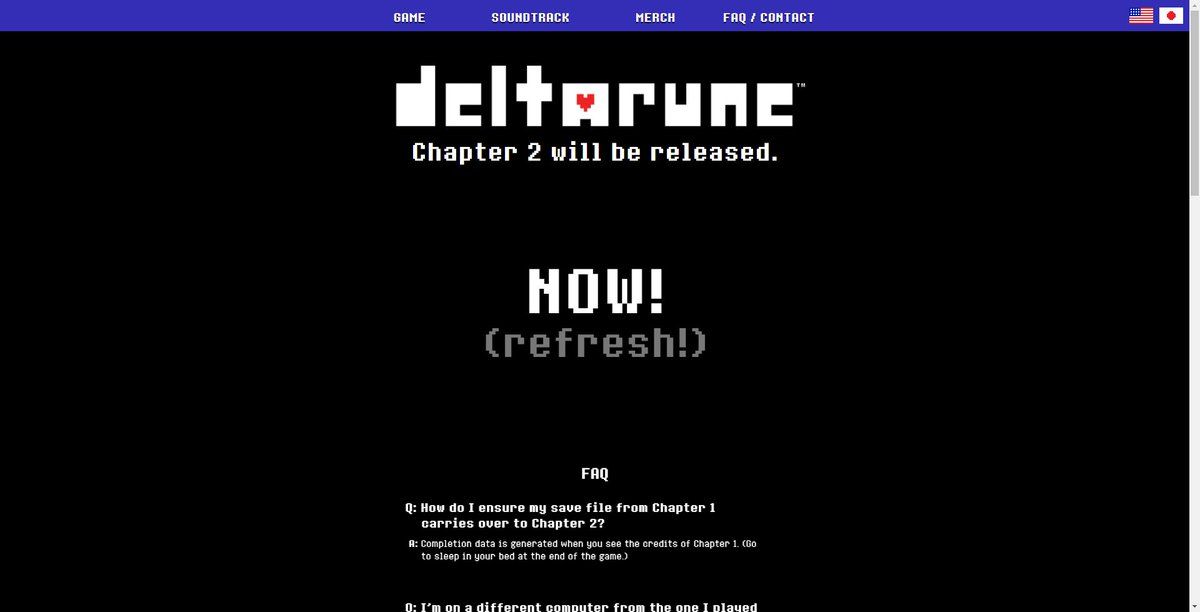 GAME SOUNDTRACK MERCH FAQ / CONTACT
deltarune™
Chapter 2 will be released.
NOW!
(refresh!)
FAQ
Q: How do I ensure my save file from Chapter 1
carries over to Chapter 2?
A: Completion data is generated when you see the credits of Chapter 1. (Go
to sleep in your bed at the end of the game.)
Q: I'm on a different computer from the one I played